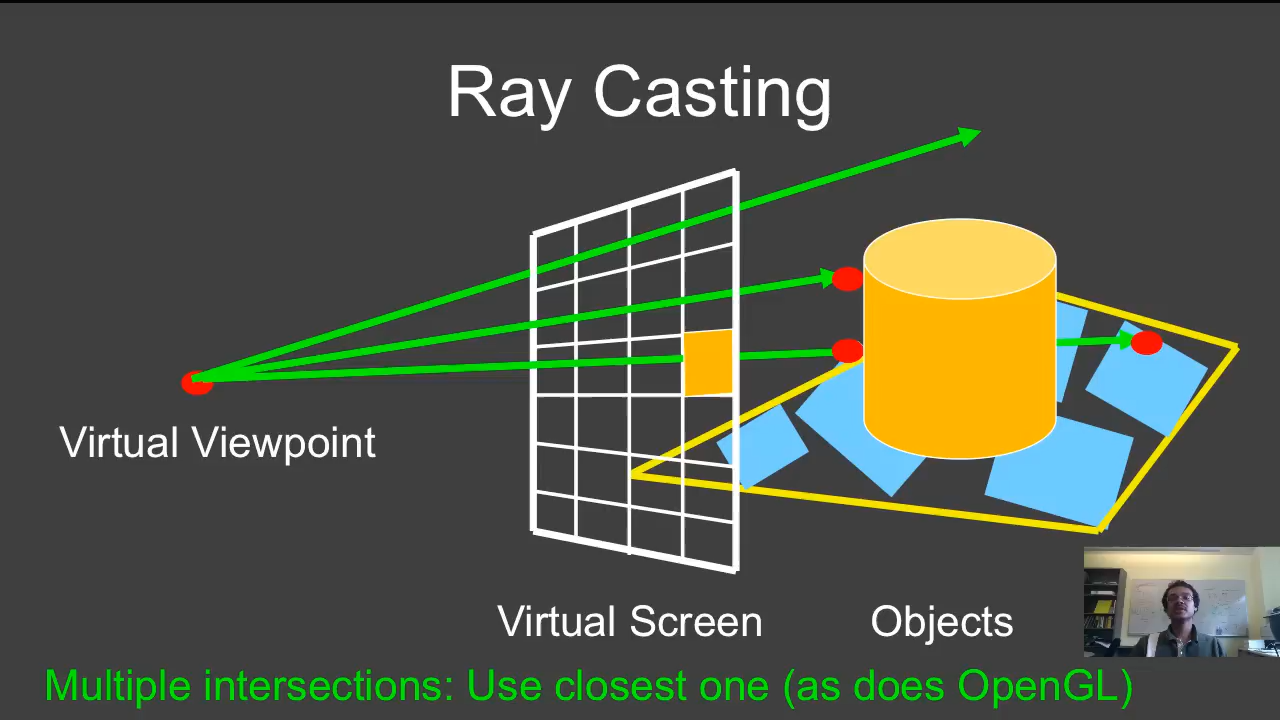 Ray Casting
Virtual Viewpoint
Virtual Screen
Objects
Multiple intersections: Use closest one (as does OpenGL)